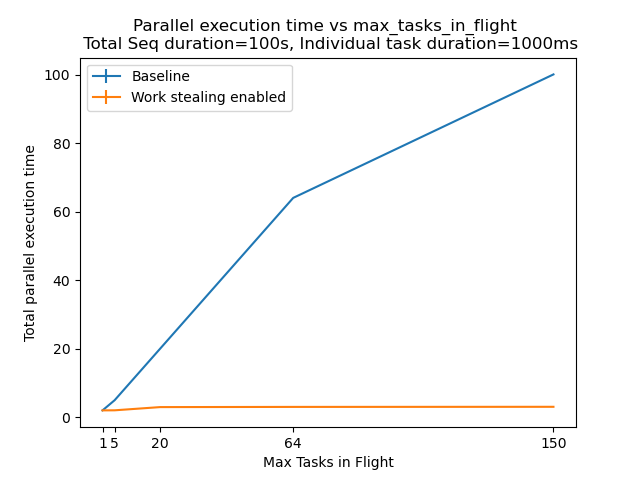 Parallel execution time vs max_tasks_in_flight
Total Seq duration=100s, Individual task duration=1000ms
Baseline
Work stealing enabled
Total parallel execution time
100
80
60
40
20
0
1 5 20 64 150
Max Tasks in Flight